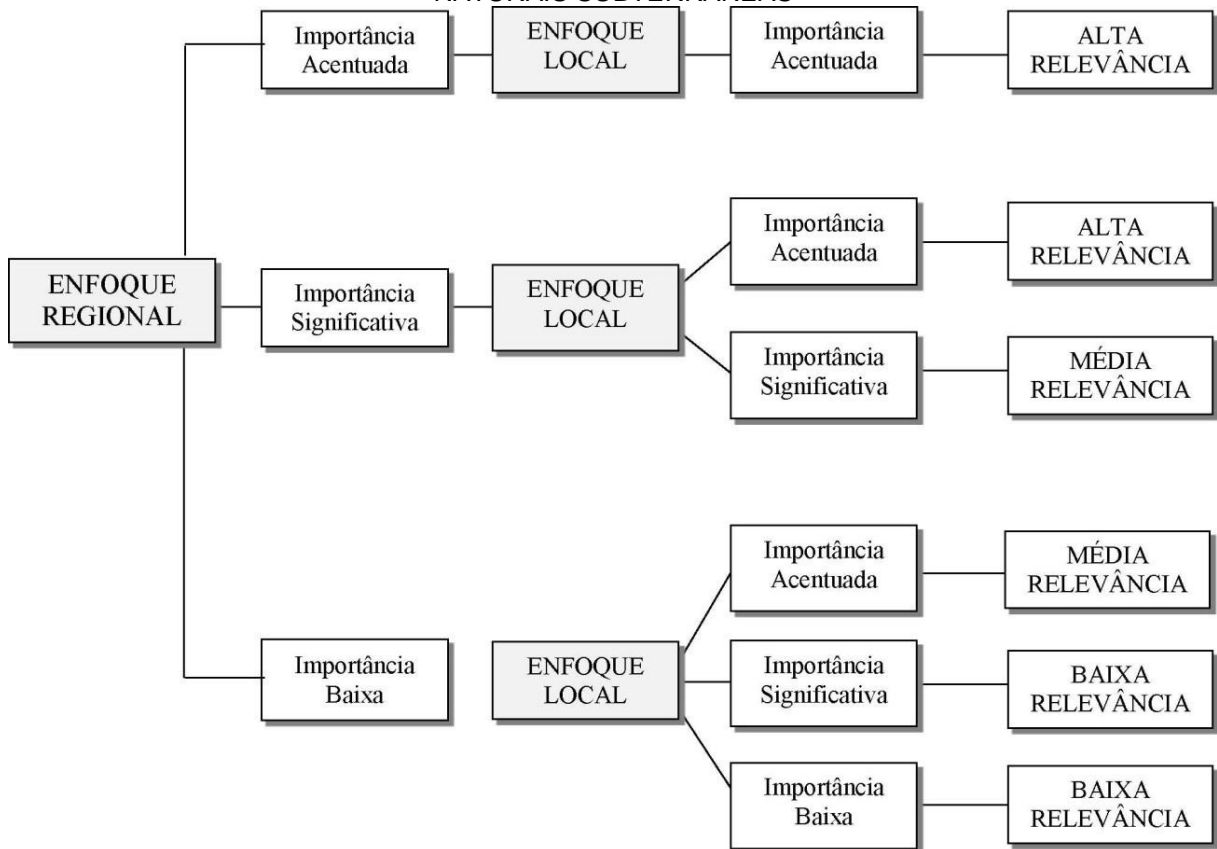 Importância
Acentuada
ENFOQUE
LOCAL
Importância
Acentuada
ALTA
RELEVÂNCIA
ENFOQUE
REGIONAL
Importância
Significativa
ENFOQUE
LOCAL
Importância
Acentuada
ALTA
RELEVÂNCIA
Importância
Significativa
MÉDIA
RELEVÂNCIA
Importância
Baixa
ENFOQUE
LOCAL
Importância
Acentuada
MÉDIA
RELEVÂNCIA
Importância
Significativa
BAIXA
RELEVÂNCIA
Importância
Baixa
BAIXA
RELEVÂNCIA